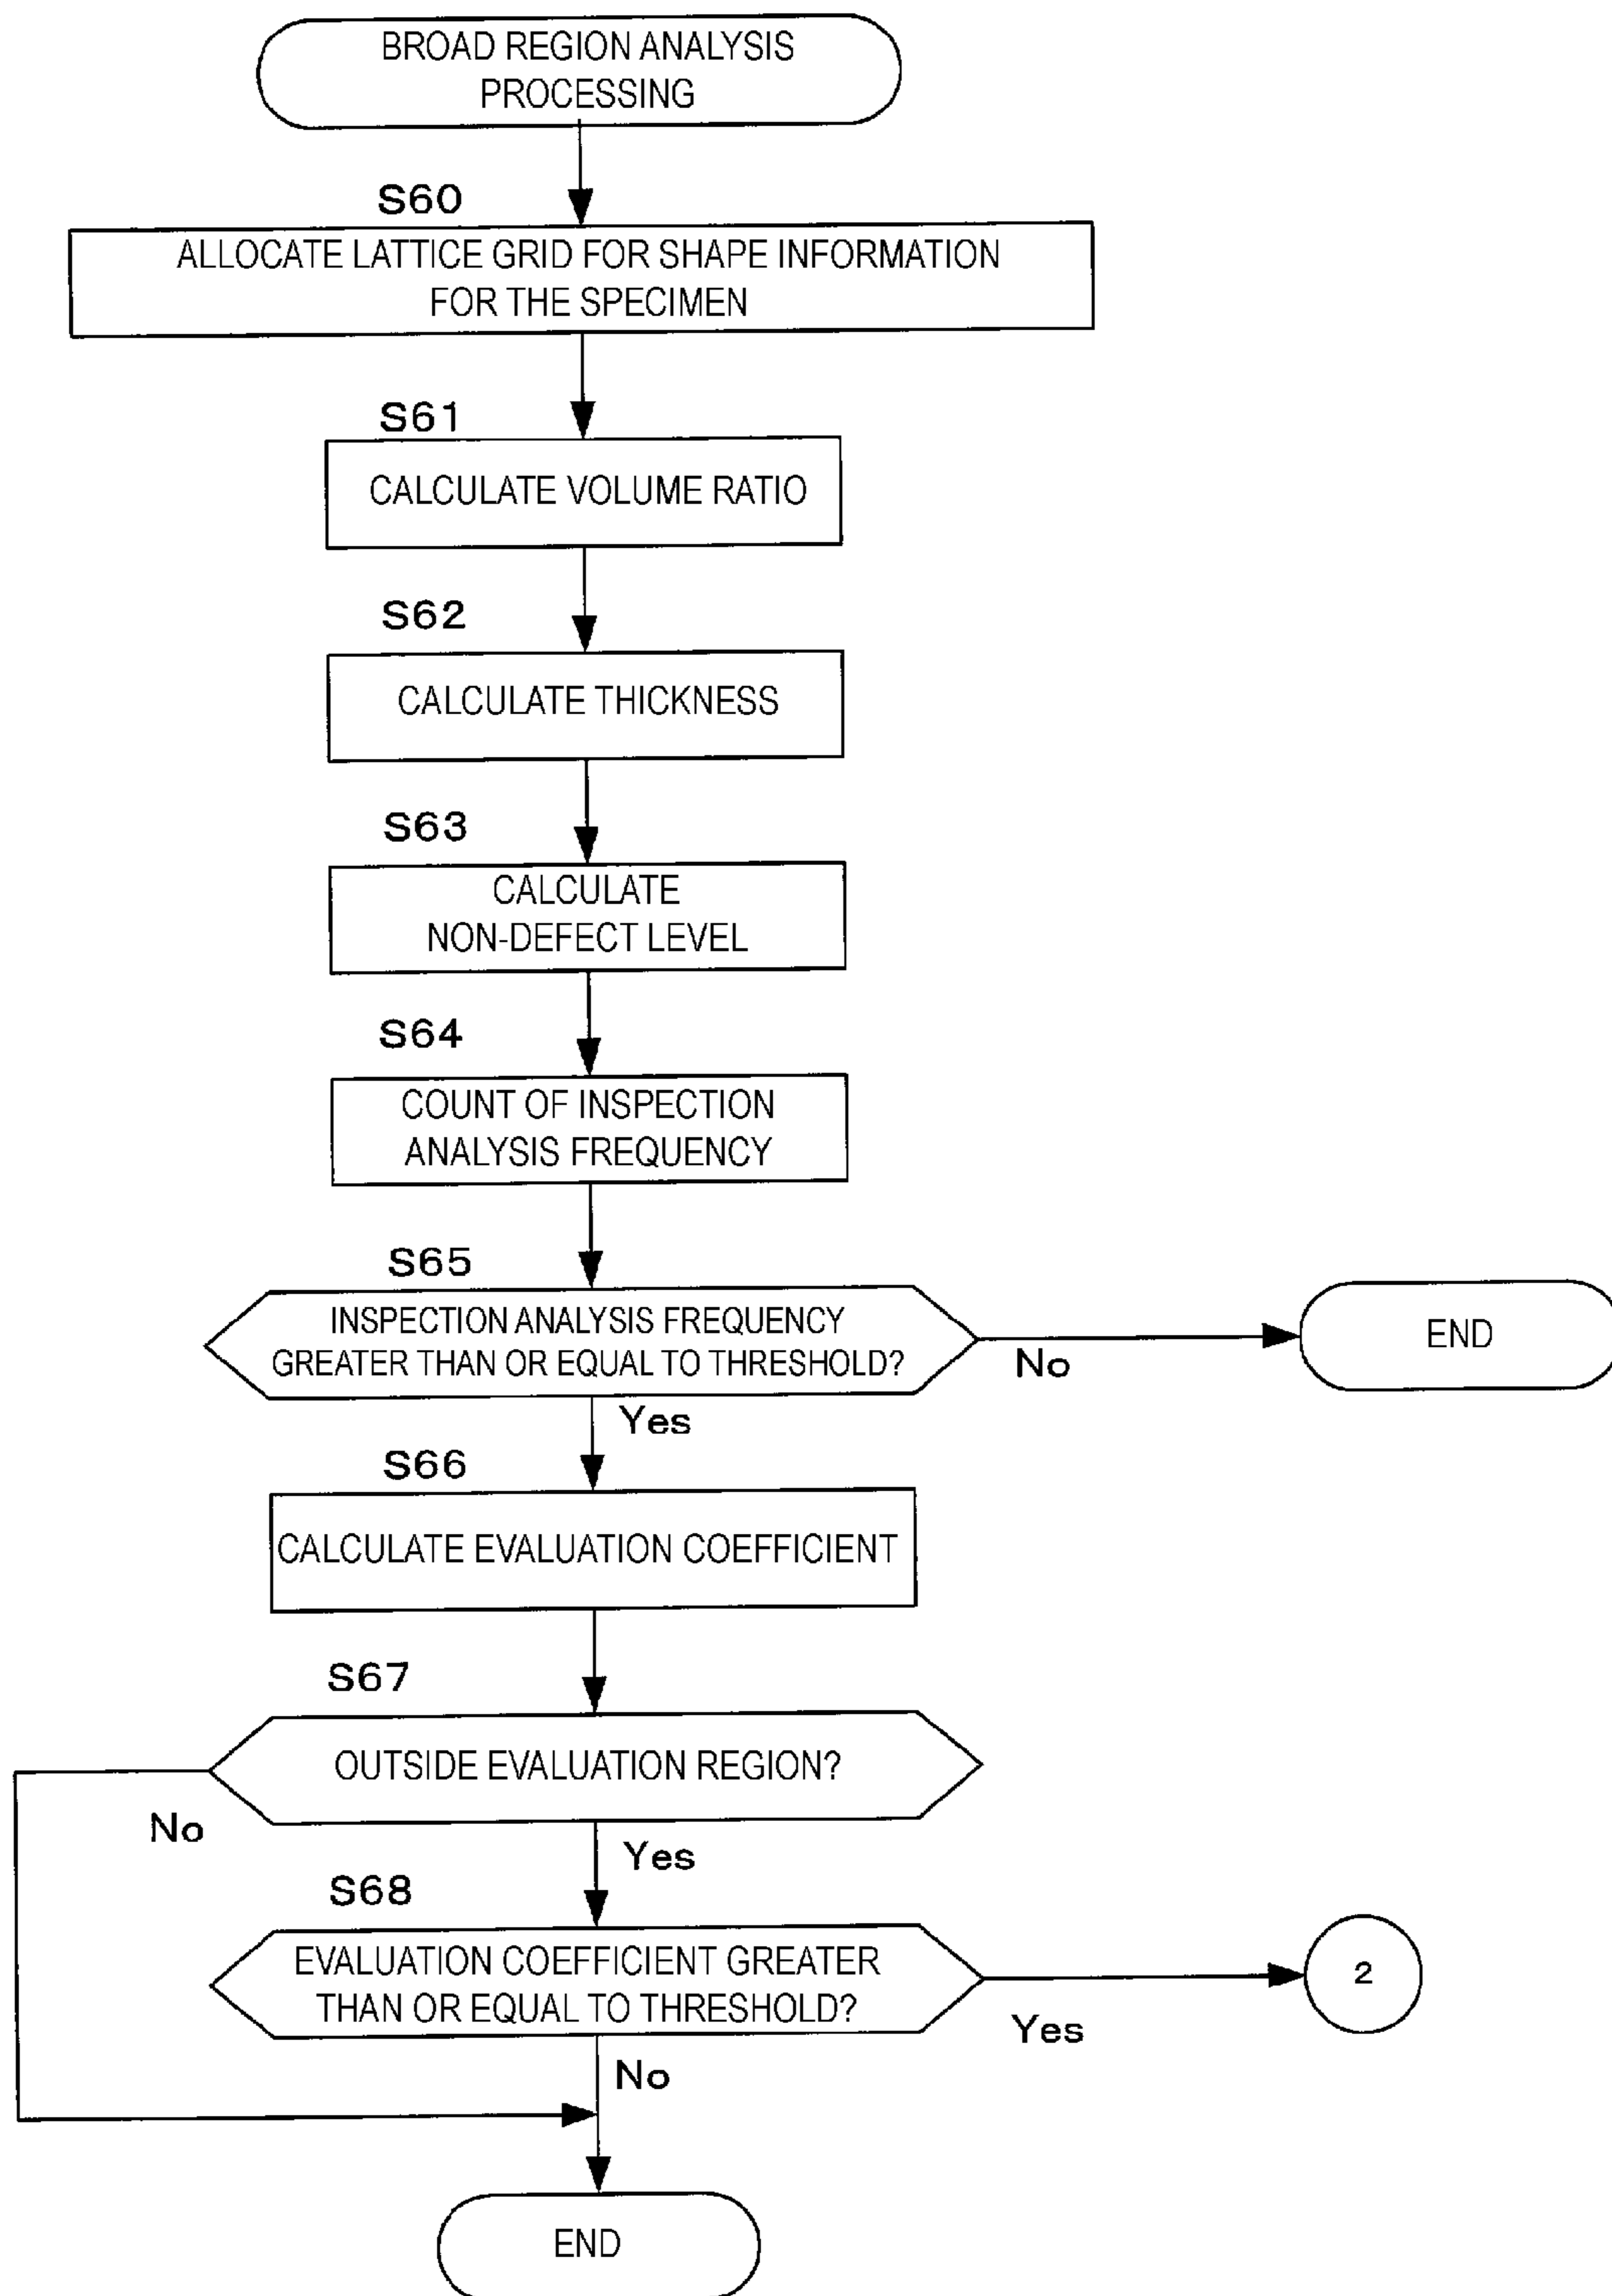 BROAD REGION ANALYSIS
PROCESSING
S60
ALLOCATE LATTICE GRID FOR SHAPE INFORMATION
FOR THE SPECIMEN
S61
CALCULATE VOLUME RATIO
S62
CALCULATE THICKNESS
S63
CALCULATE
NON-DEFECT LEVEL
S64
COUNT OF INSPECTION
ANALYSIS FREQUENCY
S65
INSPECTION ANALYSIS FREQUENCY
GREATER THAN OR EQUAL TO THRESHOLD?
No
END
Yes
S66
CALCULATE EVALUATION COEFFICIENT
S67
OUTSIDE EVALUATION REGION?
No
Yes
S68
EVALUATION COEFFICIENT GREATER
THAN OR EQUAL TO THRESHOLD?
2
Yes
No
END